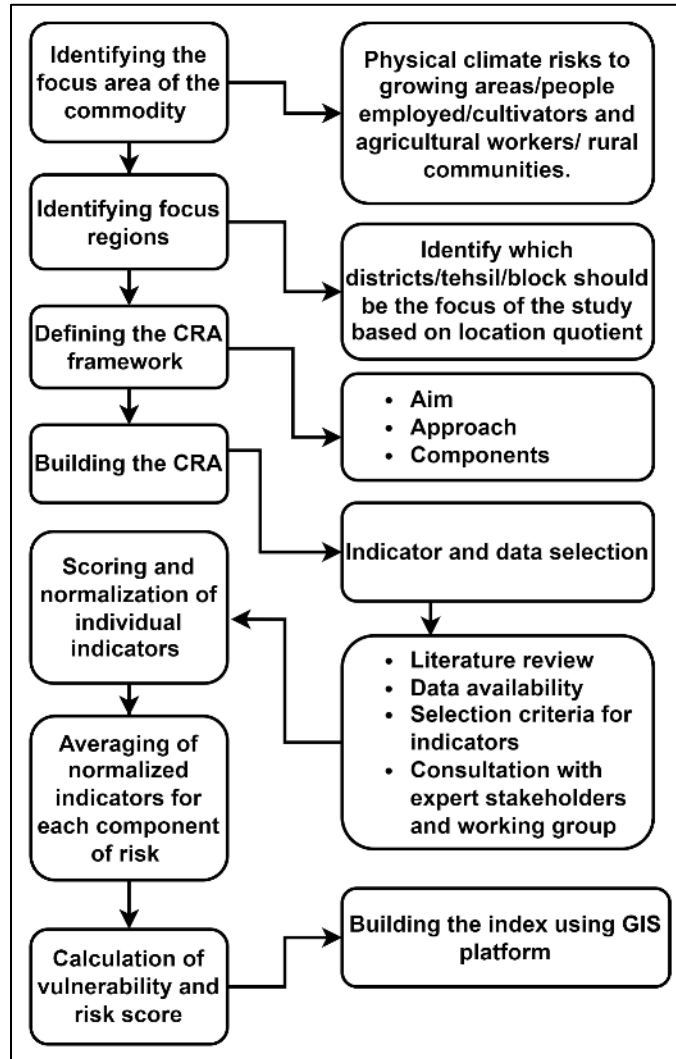 Identifying the
focus area of the
commodity
Physical climate risks to
growing areas/people
employed/cultivators and
agricultural workers/ rural
communities.
Identifying focus
regions
Identify which
districts/tehsil/block should
be the focus of the study
based on location quotient
Defining the CRA
framework
• Aim
• Approach
• Components
Building the CRA
Indicator and data selection
• Literature review
• Data availability
• Selection criteria for
indicators
• Consultation with
expert stakeholders
and working group
Scoring and
normalization of
individual
indicators
Averaging of
normalized
indicators for
each component
of risk
Calculation of
vulnerability and
risk score
Building the index using GIS
platform